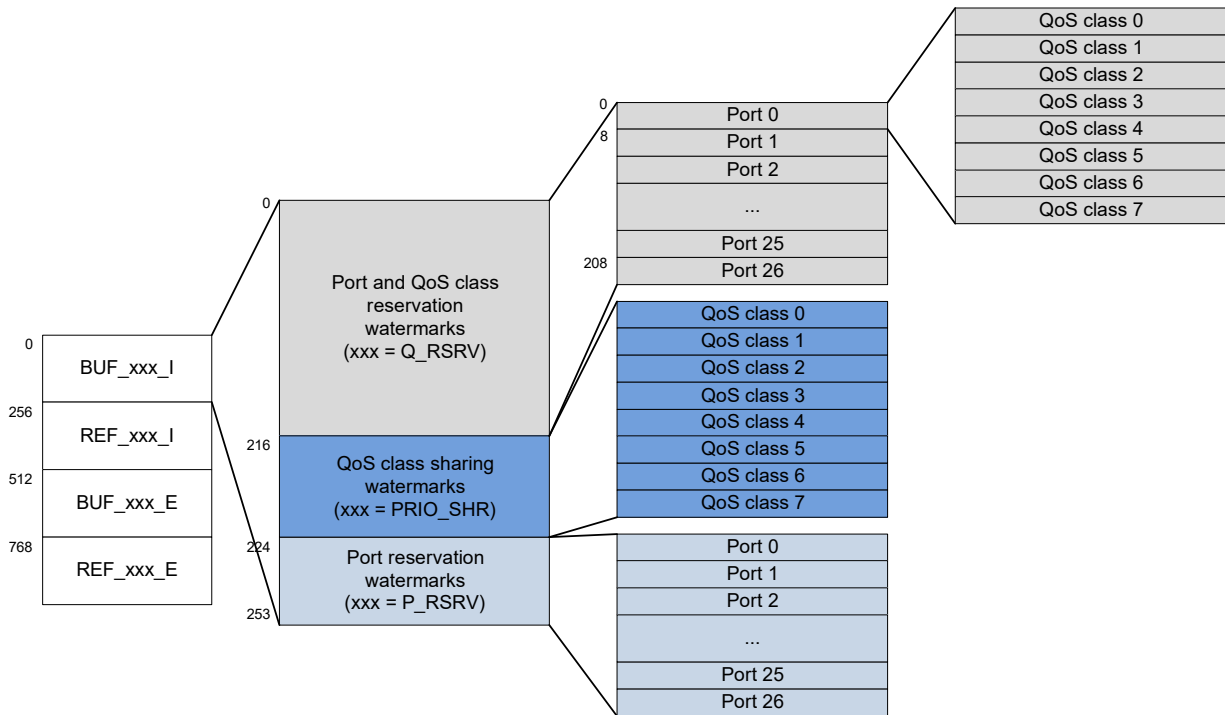 0
BUF_xxx_I
256
REF_xxx_I
512
BUF_xxx_E
768
REF_xxx_E
0
Port and QoS class
reservation
watermarks
(xxx = Q_RSRV)
216
QoS class sharing
watermarks
(xxx = PRIO_SHR)
224
Port reservation
watermarks
(xxx = P_RSRV)
253
0
Port 0
8
Port 1
Port 2
...
Port 25
208
Port 26
QoS class 0
QoS class 1
QoS class 2
QoS class 3
QoS class 4
QoS class 5
QoS class 6
QoS class 7
Port 0
Port 1
Port 2
...
Port 25
Port 26
QoS class 0
QoS class 1
QoS class 2
QoS class 3
QoS class 4
QoS class 5
QoS class 6
QoS class 7